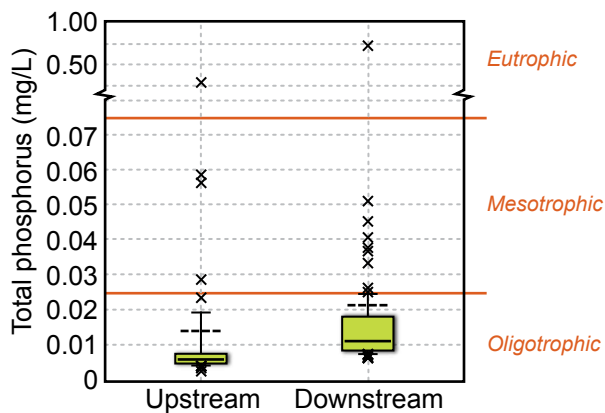 Total phosphorus (mg/L)
1.00
0.50
0.07
0.06
0.05
0.04
0.03
0.02
0.01
0
Eutrophic
Mesotrophic
Oligotrophic
Upstream
Downstream